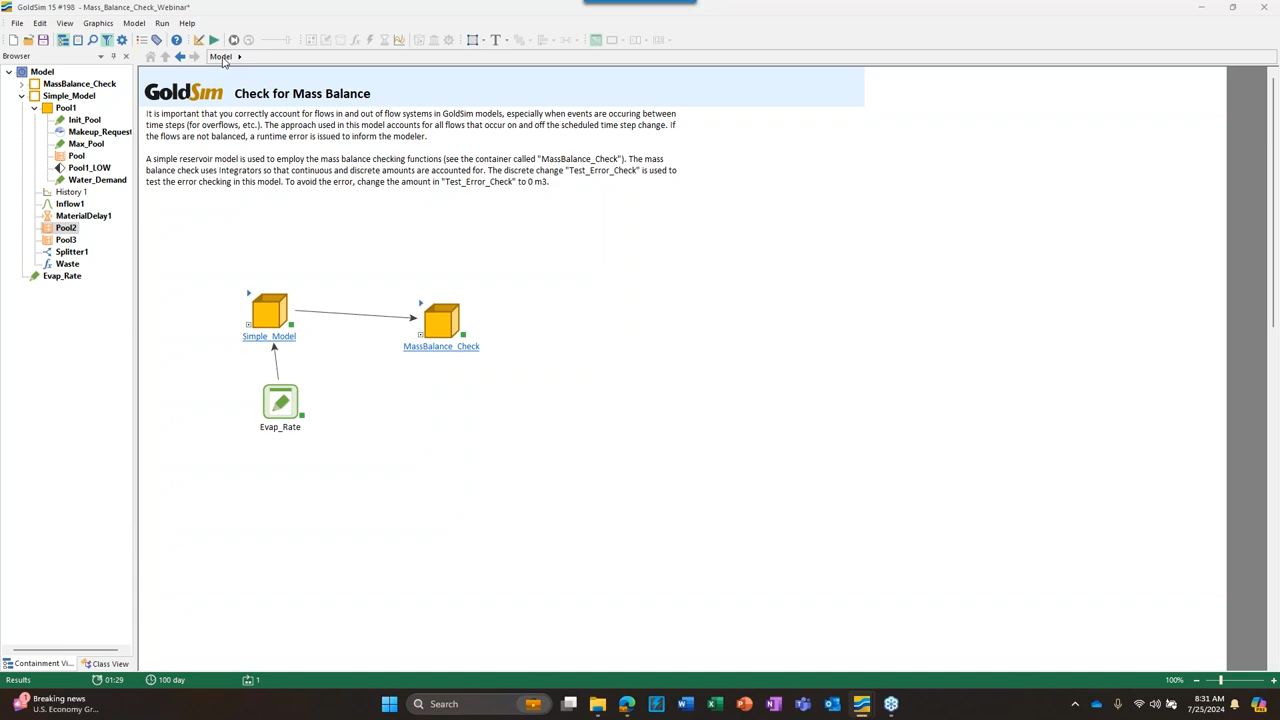 GoldSim 15 #198 - Mass_Balance_Check_Webinar*
File Edit View Graphics Model Run Help
Browser
Model
Model
MassBalance_Check
Simple_Model
Pool1
Init_Pool
Makeup_Request
Max_Pool
Pool
Pool1_LOW
Water_Demand
History 1
Inflow1
MaterialDelay1
Pool2
Pool3
Splitter1
fx Waste
Evap_Rate
GoldSim Check for Mass Balance
It is important that you correctly account for flows in and out of flow systems in GoldSim models, especially when events are occuring between
time steps (for overflows, etc.). The approach used in this model accounts for all flows that occur on and off the scheduled time step change. If
the flows are not balanced, a runtime error is issued to inform the modeler.
A simple reservoir model is used to employ the mass balance checking functions (see the container called "MassBalance_Check"). The mass
balance check uses Integrators so that continuous and discrete amounts are accounted for. The discrete change "Test_Error_Check" is used to
test the error checking in this model. To avoid the error, change the amount in "Test_Error_Check" to 0 m3.
Simple_Model
MassBalance_Check
Evap_Rate
Containment Vi... Class View
Results 01:29 100 day 1 100%
Breaking news
U.S. Economy Gr...
Search
8:31 AM
7/25/2024